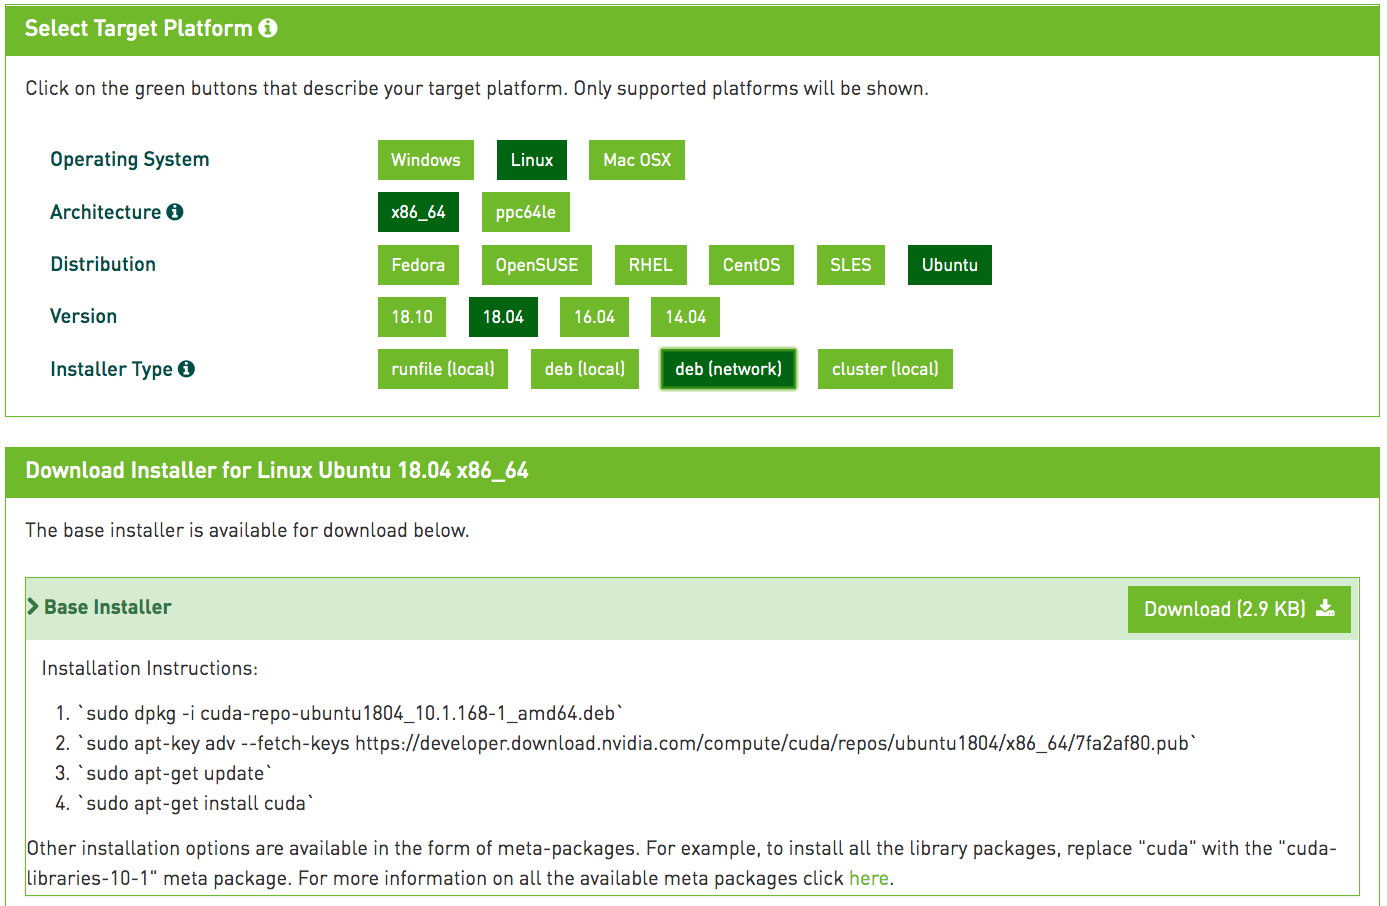 Select Target Platform
Click on the green buttons that describe your target platform. Only supported platforms will be shown.
Operating System Windows Linux Mac OSX
Architecture x86_64 ppc64le
Distribution Fedora OpenSUSE RHEL CentOS SLES Ubuntu
Version 18.10 18.04 16.04 14.04
Installer Type runfile (local) deb (local) deb (network) cluster (local)
Download Installer for Linux Ubuntu 18.04 x86_64
The base installer is available for download below.
Base Installer Download (2.9 KB)
Installation Instructions:
1. `sudo dpkg -i cuda-repo-ubuntu1804_10.1.168-1_amd64.deb`
2. `sudo apt-key adv --fetch-keys https://developer.download.nvidia.com/compute/cuda/repos/ubuntu1804/x86_64/7fa2af80.pub`
3. `sudo apt-get update`
4. `sudo apt-get install cuda`
Other installation options are available in the form of meta-packages. For example, to install all the library packages, replace "cuda" with the "cuda-
libraries-10-1" meta package. For more information on all the available meta packages click here.